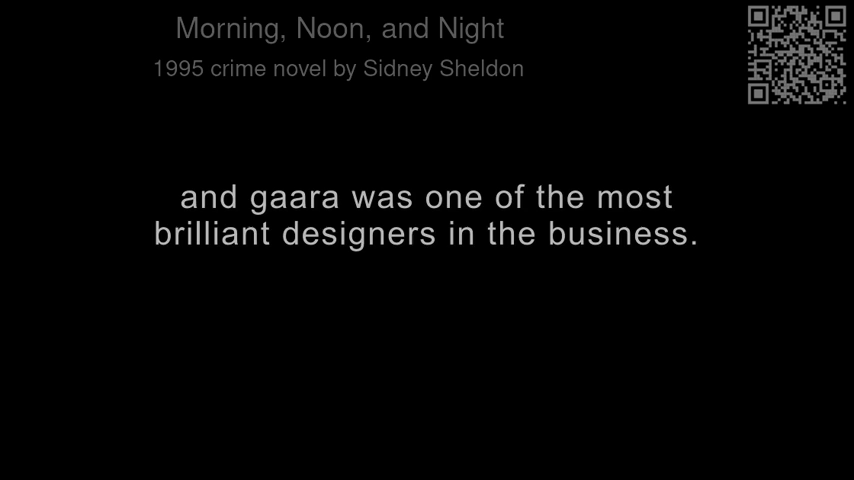 Morning, Noon, and Night
1995 crime novel by Sidney Sheldon
and gaara was one of the most
brilliant designers in the business.